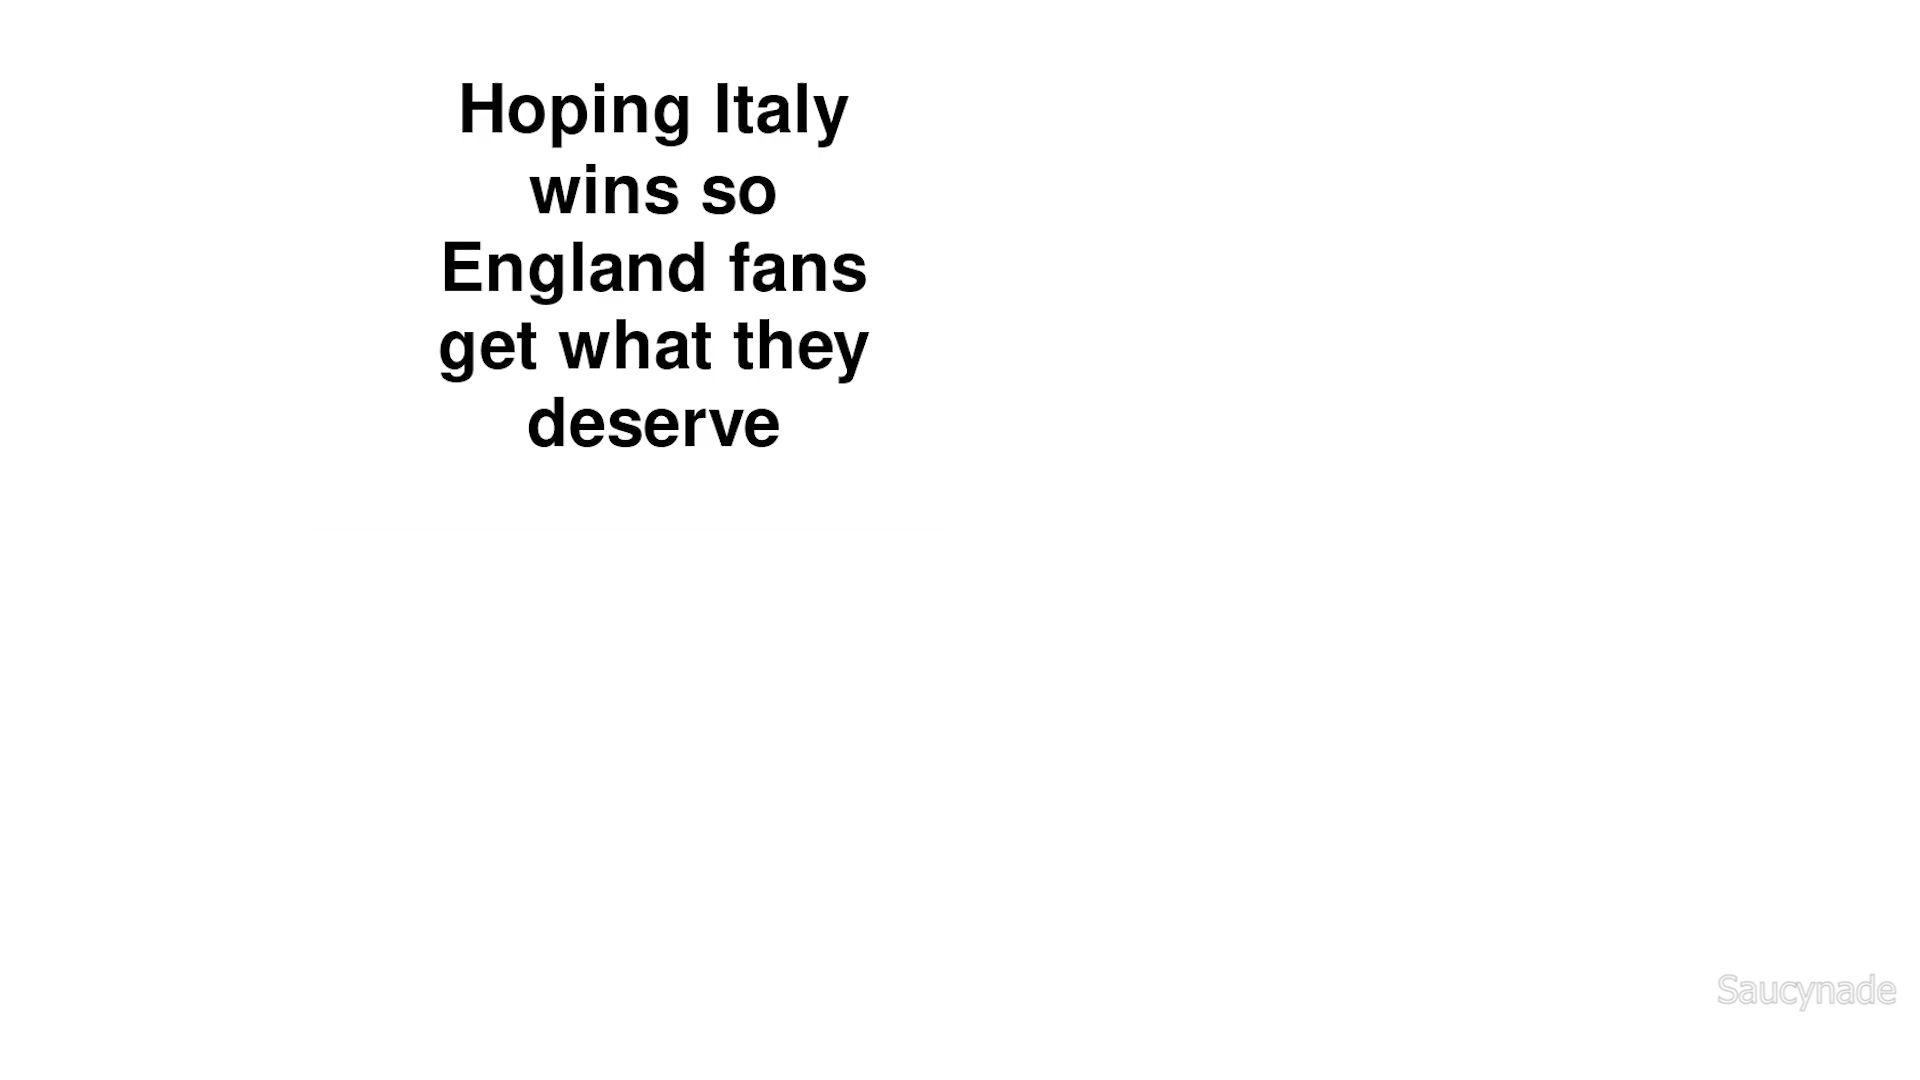 Hoping Italy
wins so
England fans
get what they
deserve
Saucynade